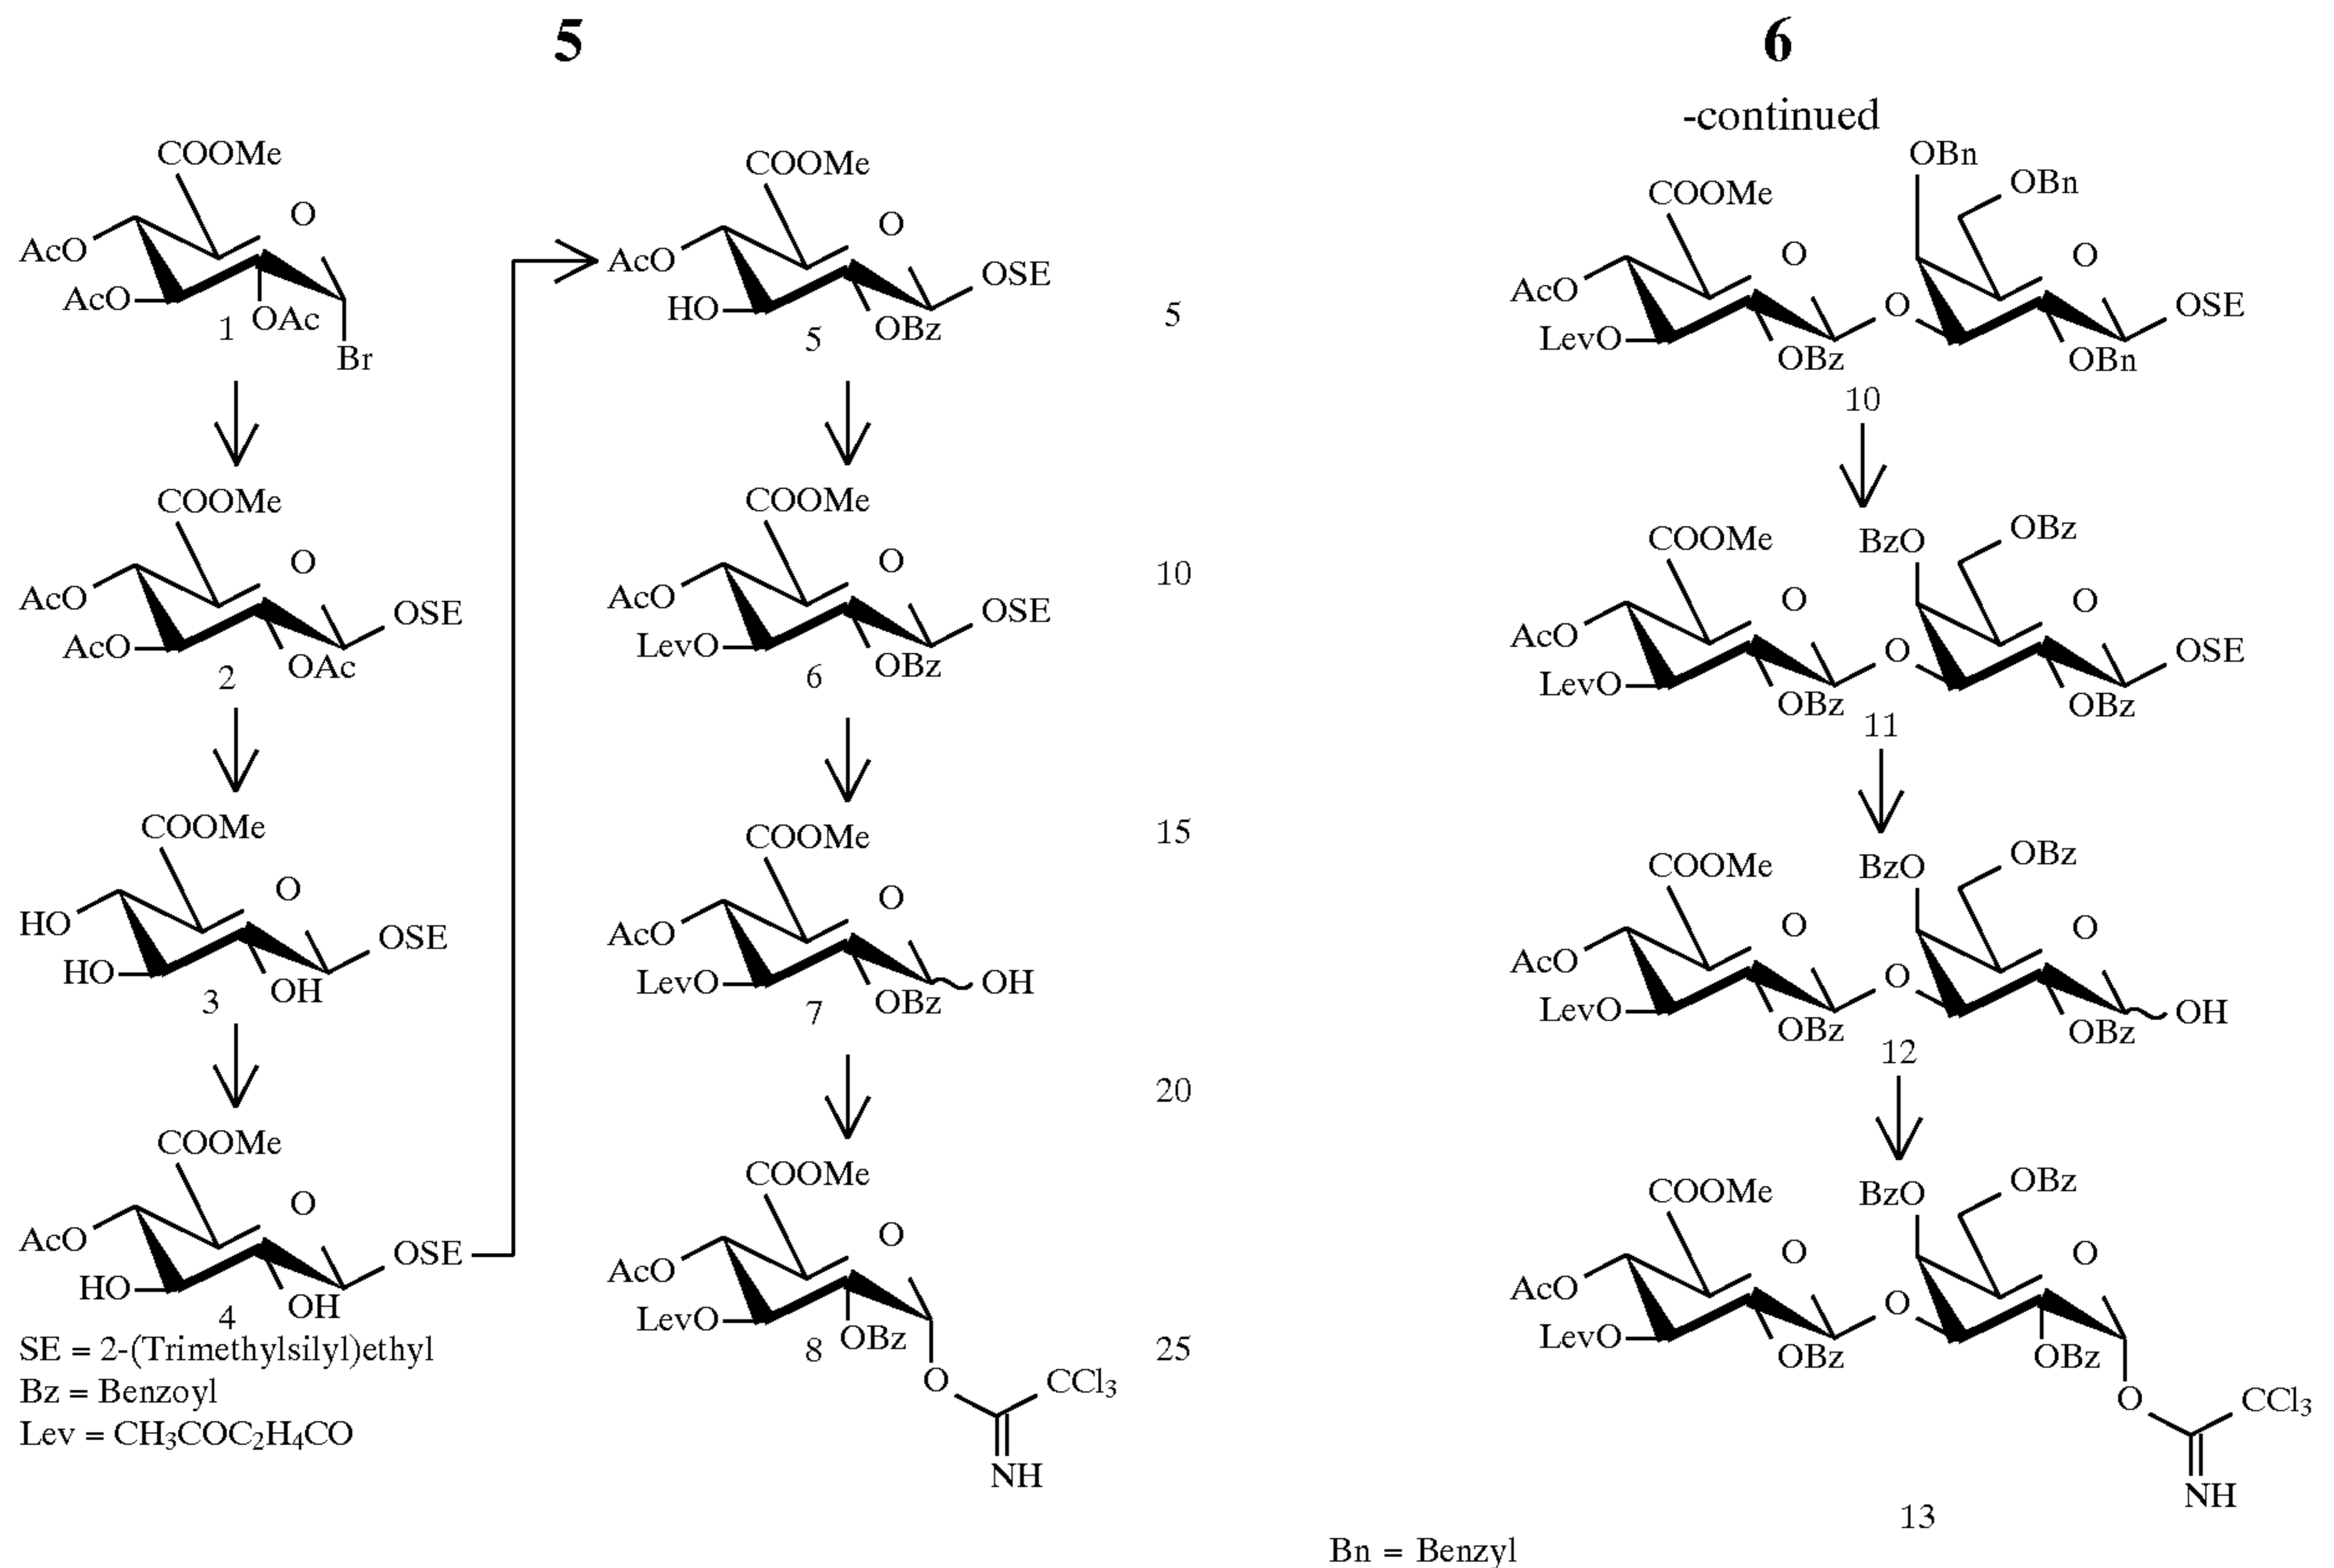 5
COOMe
O
AcO
AcO
OAc
1
Br
COOMe
O
AcO
OSE
AcO
OAc
2
COOMe
O
HO
OSE
HO
OH
3
COOMe
O
AcO
OSE
HO
OH
4
SE = 2-(Trimethylsilyl)ethyl
Bz = Benzoyl
Lev = CH3COC2H4CO
COOMe
O
AcO
OSE
HO
OBz
5
COOMe
O
AcO
OSE
LevO
OBz
6
COOMe
O
AcO
LevO
OH
OBz
7
COOMe
O
AcO
LevO
OBz
8
O
CCl3
NH
5
10
15
20
25
6
-continued
OBn
COOMe
OBn
O
O
AcO
O
OSE
LevO
OBz
OBn
10
COOMe
BzO
OBz
O
O
AcO
O
OSE
LevO
OBz
OBz
11
COOMe
BzO
OBz
O
O
AcO
O
LevO
OH
OBz
OBz
12
COOMe
BzO
OBz
O
O
AcO
O
LevO
OBz
OBz
O
CCl3
NH
13
Bn = Benzyl